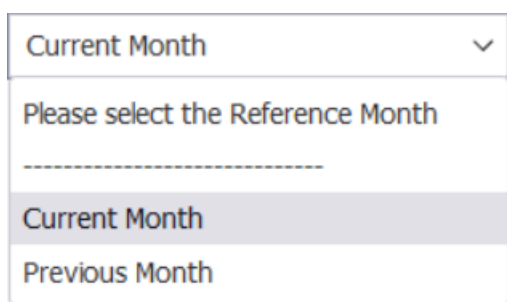 Current Month
Please select the Reference Month
------------------------------
Current Month
Previous Month